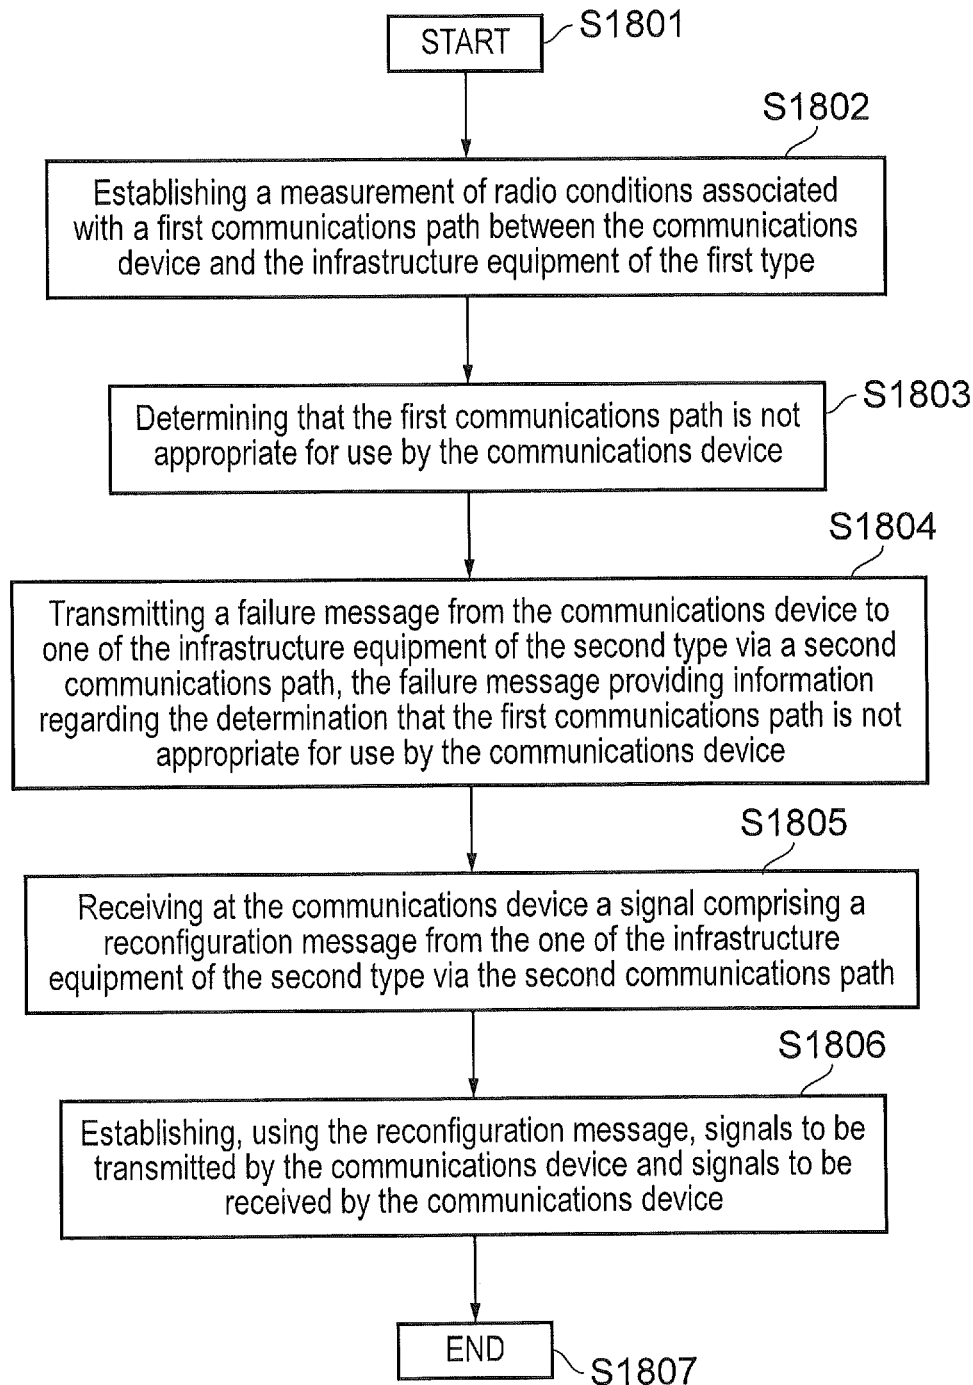 START
S1801
S1802
Establishing a measurement of radio conditions associated
with a first communications path between the communications
device and the infrastructure equipment of the first type
S1803
Determining that the first communications path is not
appropriate for use by the communications device
S1804
Transmitting a failure message from the communications device to
one of the infrastructure equipment of the second type via a second
communications path, the failure message providing information
regarding the determination that the first communications path is not
appropriate for use by the communications device
S1805
Receiving at the communications device a signal comprising a
reconfiguration message from the one of the infrastructure
equipment of the second type via the second communications path
S1806
Establishing, using the reconfiguration message, signals to be
transmitted by the communications device and signals to be
received by the communications device
END
S1807